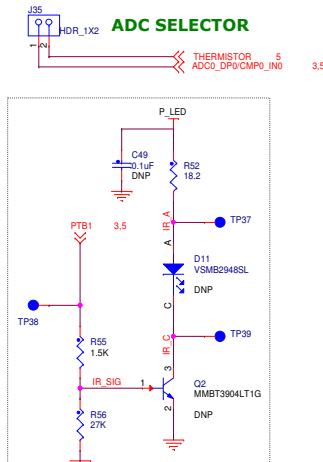 J35
HDR_1X2
ADC SELECTOR
1
2
THERMISTOR 5
ADC0_DP0/CMP0_IN0 3,5
P_LED
C49
0.1uF
DNP
R52
18.2
PTB1 3,5
IR_A
TP37
A
D11
VSMB2948SL
DNP
C
TP38
IR_C
TP39
R55
1.5K
3
Q2
MMBT3904LT1G
IR_SIG
1
2
DNP
R56
27K